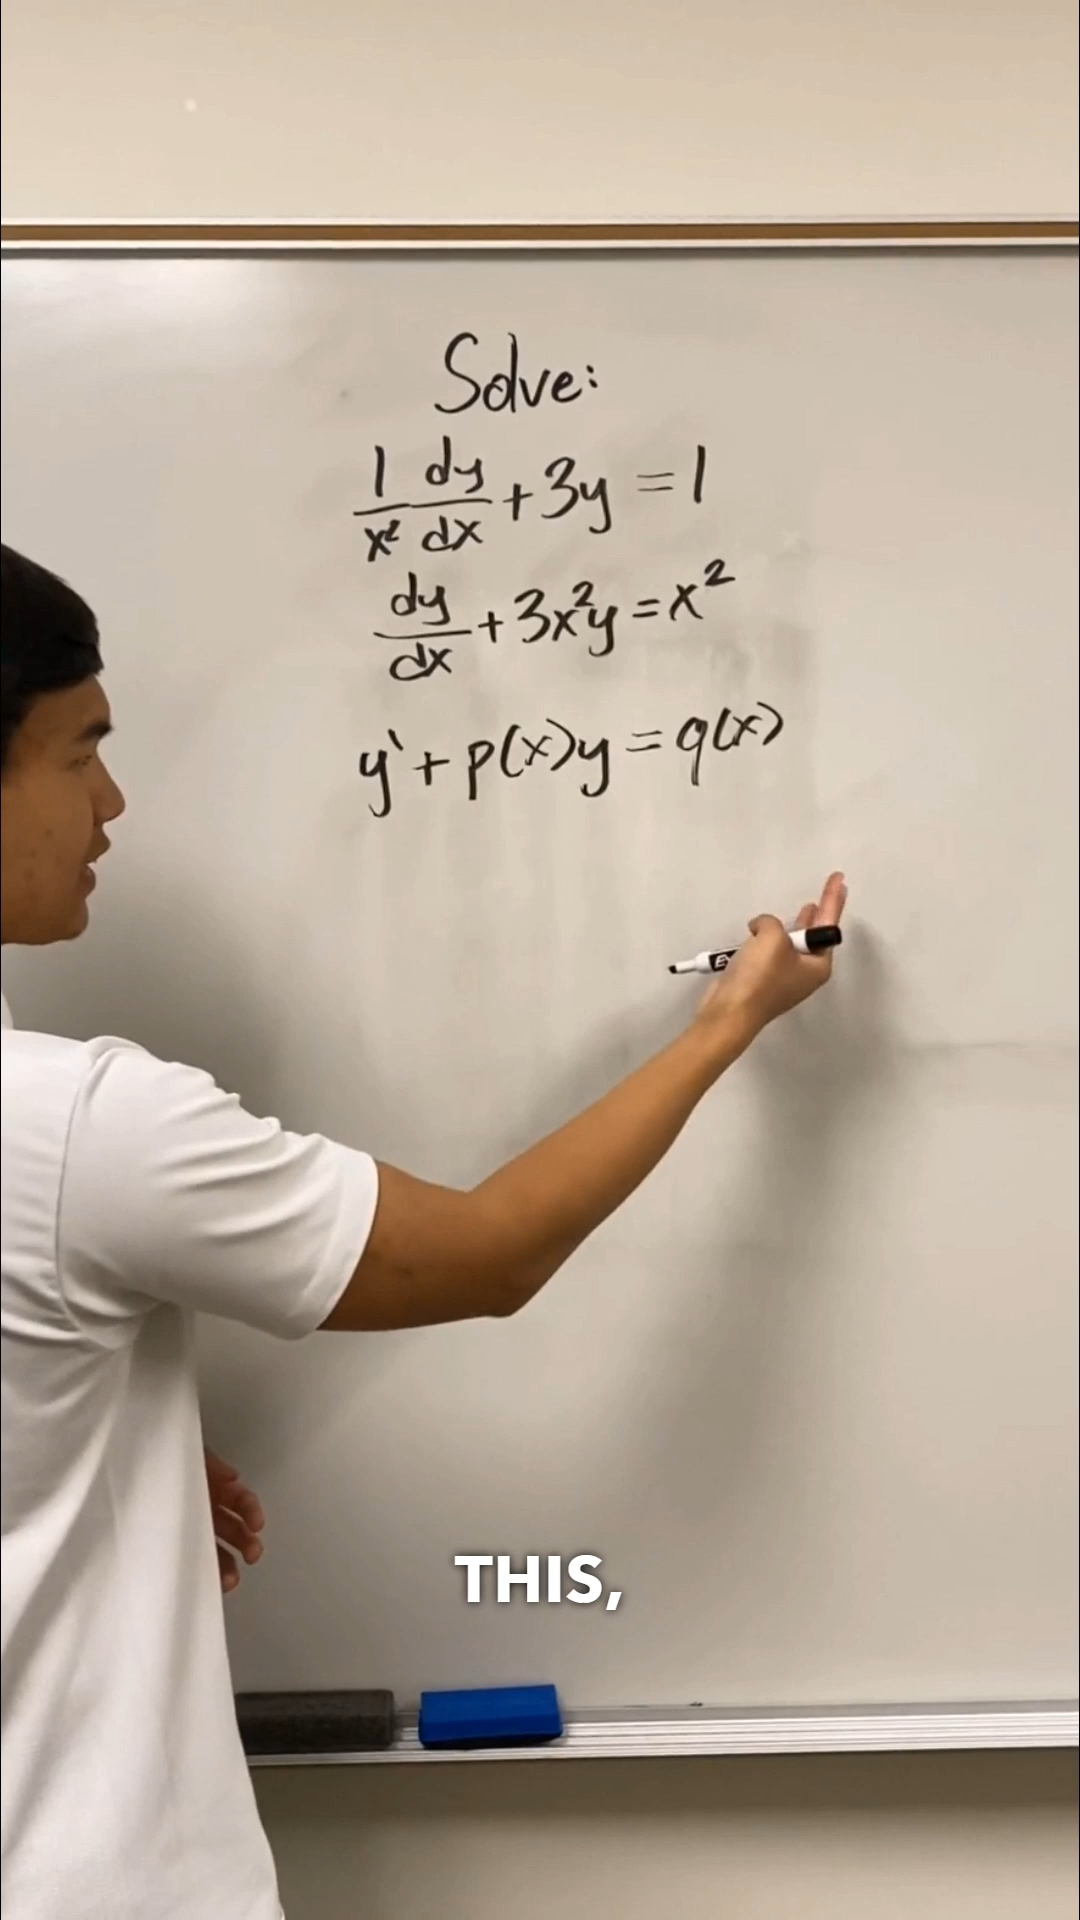 Solve:
1/x² dy/dx + 3y = 1
dy/dx + 3x²y = x²
y' + p(x)y = q(x)
THIS,